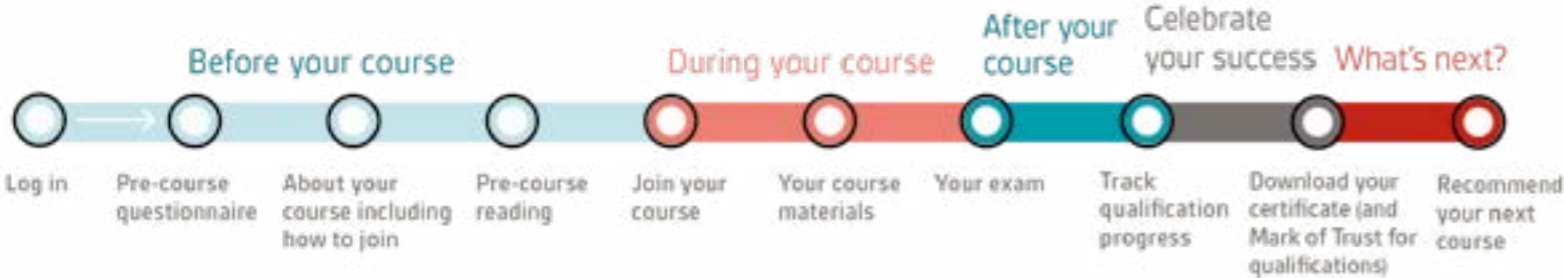 Before your course
During your course
After your
course
Celebrate
your success
What's next?
Log in
Pre-course
questionnaire
About your
course including
how to join
Pre-course
reading
Join your
course
Your course
materials
Your exam
Track
qualification
progress
Download your
certificate (and
Mark of Trust for
qualifications)
Recommend
your next
course